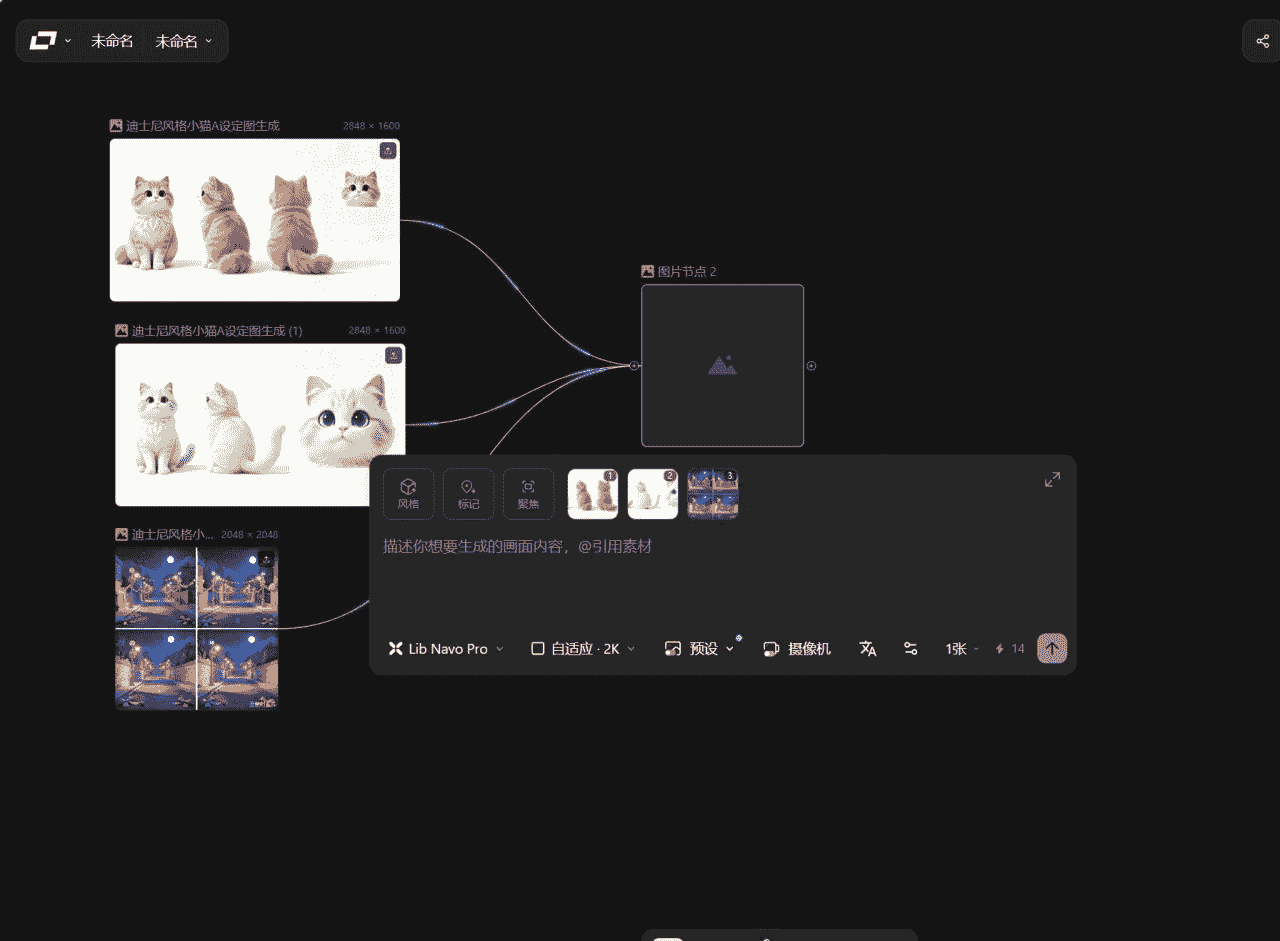 未命名 未命名
迪士尼风格小猫A设定图生成 2848 × 1600
迪士尼风格小猫A设定图生成 (1) 2848 × 1600
迪士尼风格小... 2048 × 2048
图片节点 2
风格 标记 聚焦 1 2 3
描述你想要生成的画面内容，@引用素材
Lib Navo Pro 自适应 · 2K 预设 摄像机 1张 14